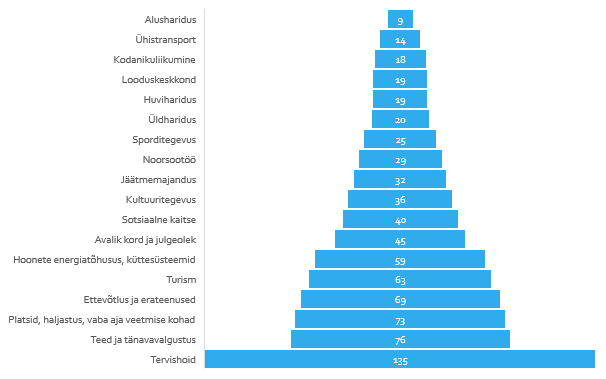 Alusharidus 9
Ühistransport 14
Kodanikuliikumine 18
Looduskeskkond 19
Huviharidus 19
Üldharidus 20
Sporditegevus 25
Noorsootöö 29
Jäätmemajandus 32
Kultuuritegevus 36
Sotsiaalne kaitse 40
Avalik kord ja julgeolek 45
Hoonete energiatõhusus, küttesüsteemid 59
Turism 63
Ettevõtlus ja erateenused 69
Platsid, haljastus, vaba aja veetmise kohad 73
Teed ja tänavavalgustus 76
Tervishoid 135